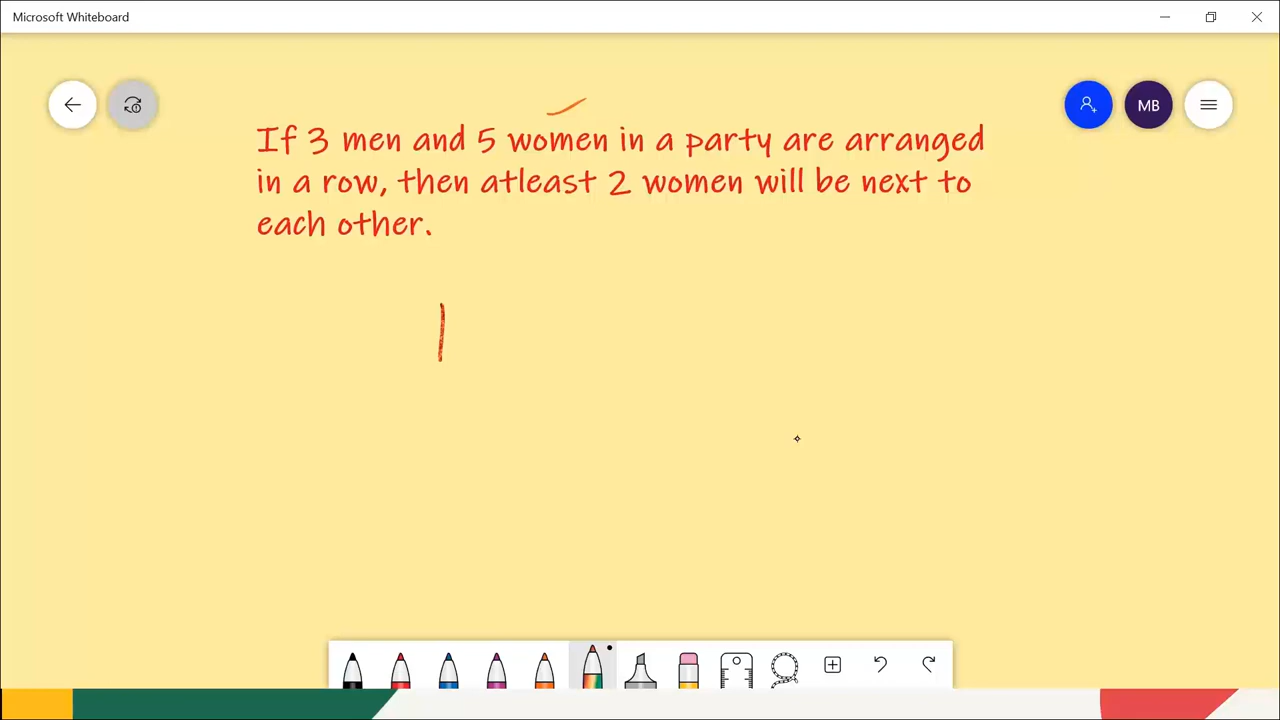 Microsoft Whiteboard
MB
If 3 men and 5 women in a party are arranged
in a row, then atleast 2 women will be next to
each other.